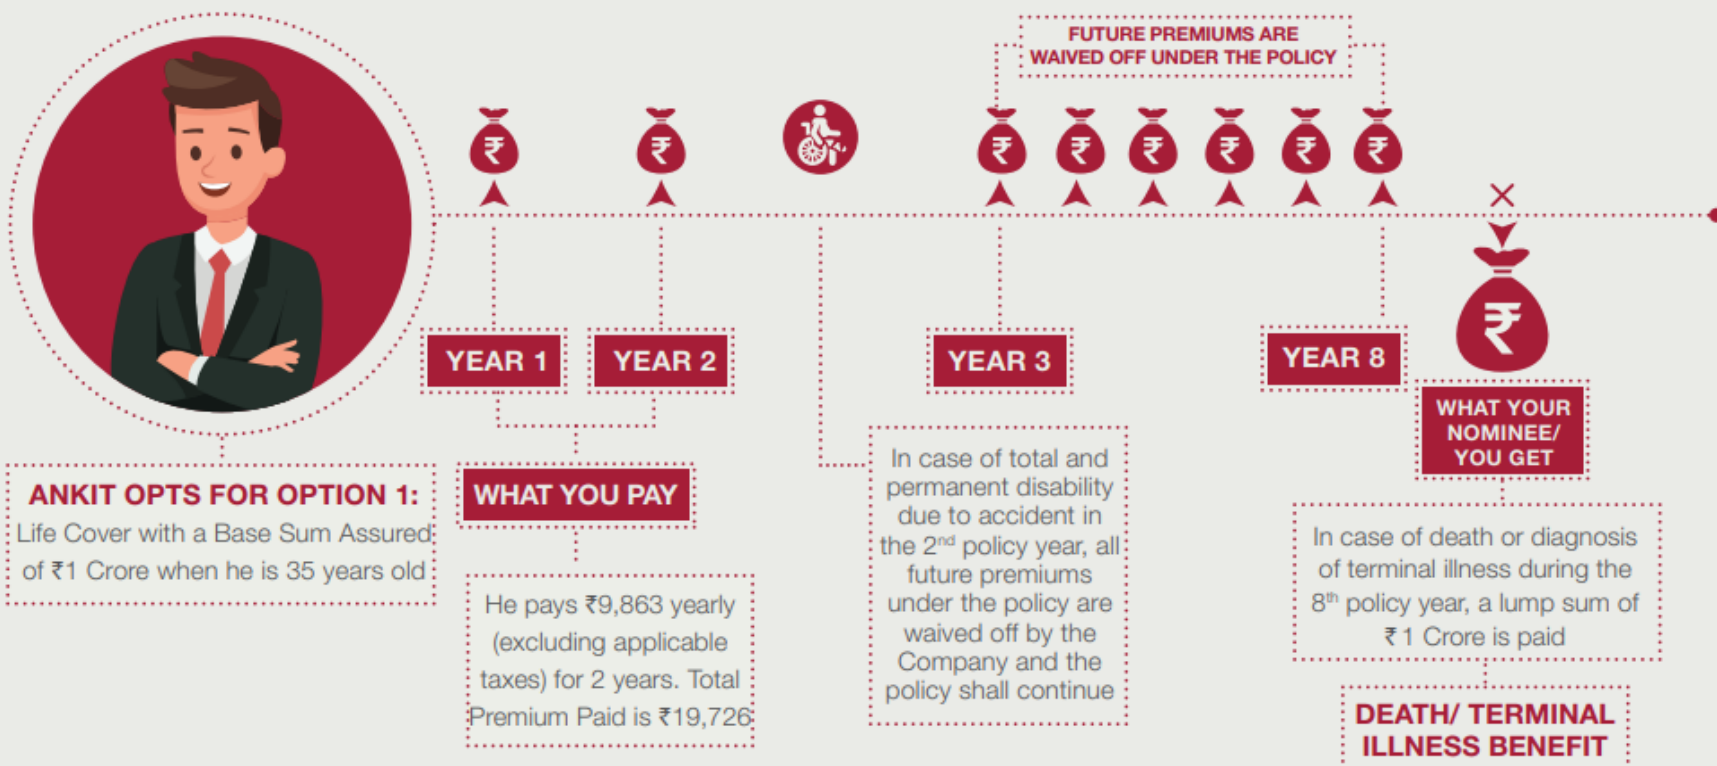 FUTURE PREMIUMS ARE
WAIVED OFF UNDER THE POLICY
₹
₹
₹
₹
₹
₹
₹
₹
₹
YEAR 1
YEAR 2
YEAR 3
YEAR 8
WHAT YOUR
NOMINEE/
YOU GET
ANKIT OPTS FOR OPTION 1:
Life Cover with a Base Sum Assured
of ₹1 Crore when he is 35 years old
WHAT YOU PAY
He pays ₹9,863 yearly
(excluding applicable
taxes) for 2 years. Total
Premium Paid is ₹19,726
In case of total and
permanent disability
due to accident in
the 2nd policy year, all
future premiums
under the policy are
waived off by the
Company and the
policy shall continue
In case of death or diagnosis
of terminal illness during the
8th policy year, a lump sum of
₹ 1 Crore is paid
DEATH/ TERMINAL
ILLNESS BENEFIT